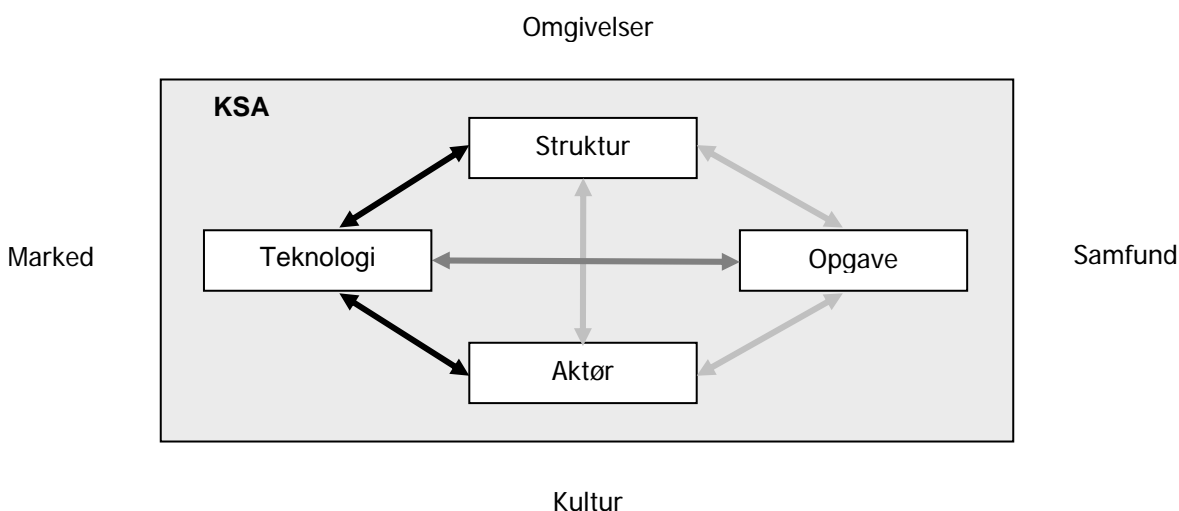 Omgivelser
KSA
Struktur
Marked
Teknologi
Opgave
Samfund
Aktør
Kultur